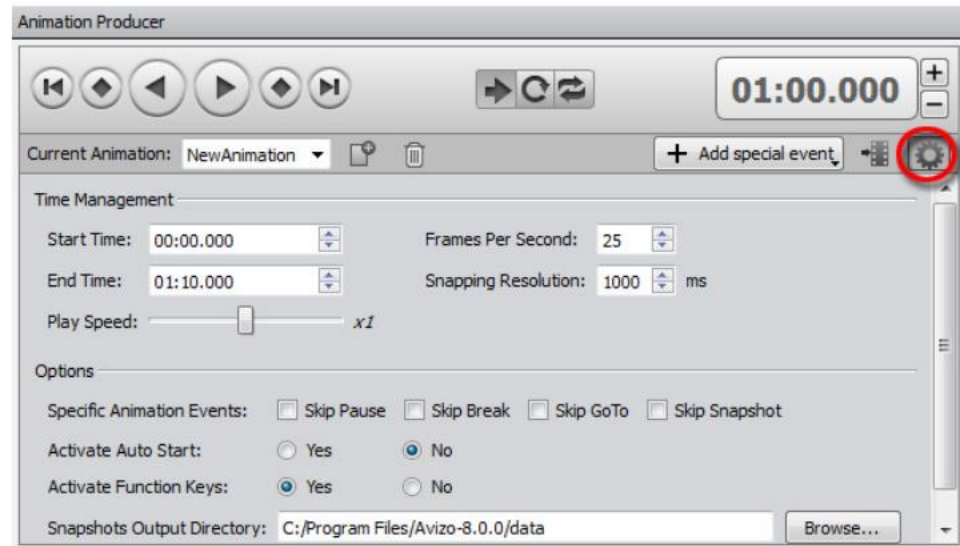 Animation Producer
01:00.000
Current Animation: NewAnimation Add special event
Time Management
Start Time: 00:00.000 Frames Per Second: 25
End Time: 01:10.000 Snapping Resolution: 1000 ms
Play Speed: x1
Options
Specific Animation Events: Skip Pause Skip Break Skip GoTo Skip Snapshot
Activate Auto Start: Yes No
Activate Function Keys: Yes No
Snapshots Output Directory: C:/Program Files/Avizo-8.0.0/data Browse...